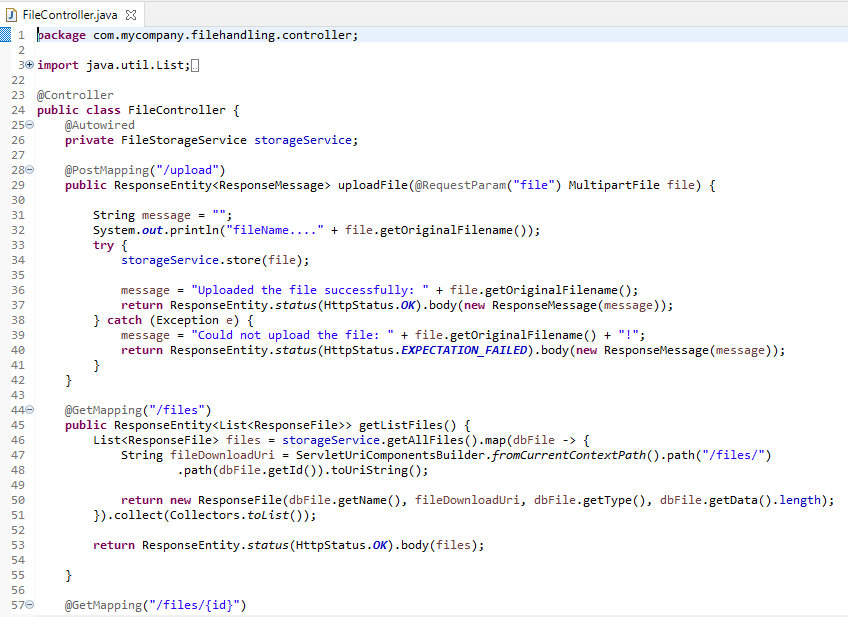 FileController.java
1 package com.mycompany.filehandling.controller;
2
3 import java.util.List;
22
23 @Controller
24 public class FileController {
25 @Autowired
26 private FileStorageService storageService;
27
28 @PostMapping("/upload")
29 public ResponseEntity<ResponseMessage> uploadFile(@RequestParam("file") MultipartFile file) {
30
31 String message = "";
32 System.out.println("fileName...." + file.getOriginalFilename());
33 try {
34 storageService.store(file);
35
36 message = "Uploaded the file successfully: " + file.getOriginalFilename();
37 return ResponseEntity.status(HttpStatus.OK).body(new ResponseMessage(message));
38 } catch (Exception e) {
39 message = "Could not upload the file: " + file.getOriginalFilename() + "!";
40 return ResponseEntity.status(HttpStatus.EXPECTATION_FAILED).body(new ResponseMessage(message));
41 }
42 }
43
44 @GetMapping("/files")
45 public ResponseEntity<List<ResponseFile>> getListFiles() {
46 List<ResponseFile> files = storageService.getAllFiles().map(dbFile -> {
47 String fileDownloadUri = ServletUriComponentsBuilder.fromCurrentContextPath().path("/files/")
48 .path(dbFile.getId()).toUriString();
49
50 return new ResponseFile(dbFile.getName(), fileDownloadUri, dbFile.getType(), dbFile.getData().length);
51 }).collect(Collectors.toList());
52
53 return ResponseEntity.status(HttpStatus.OK).body(files);
54
55 }
56
57 @GetMapping("/files/{id}")